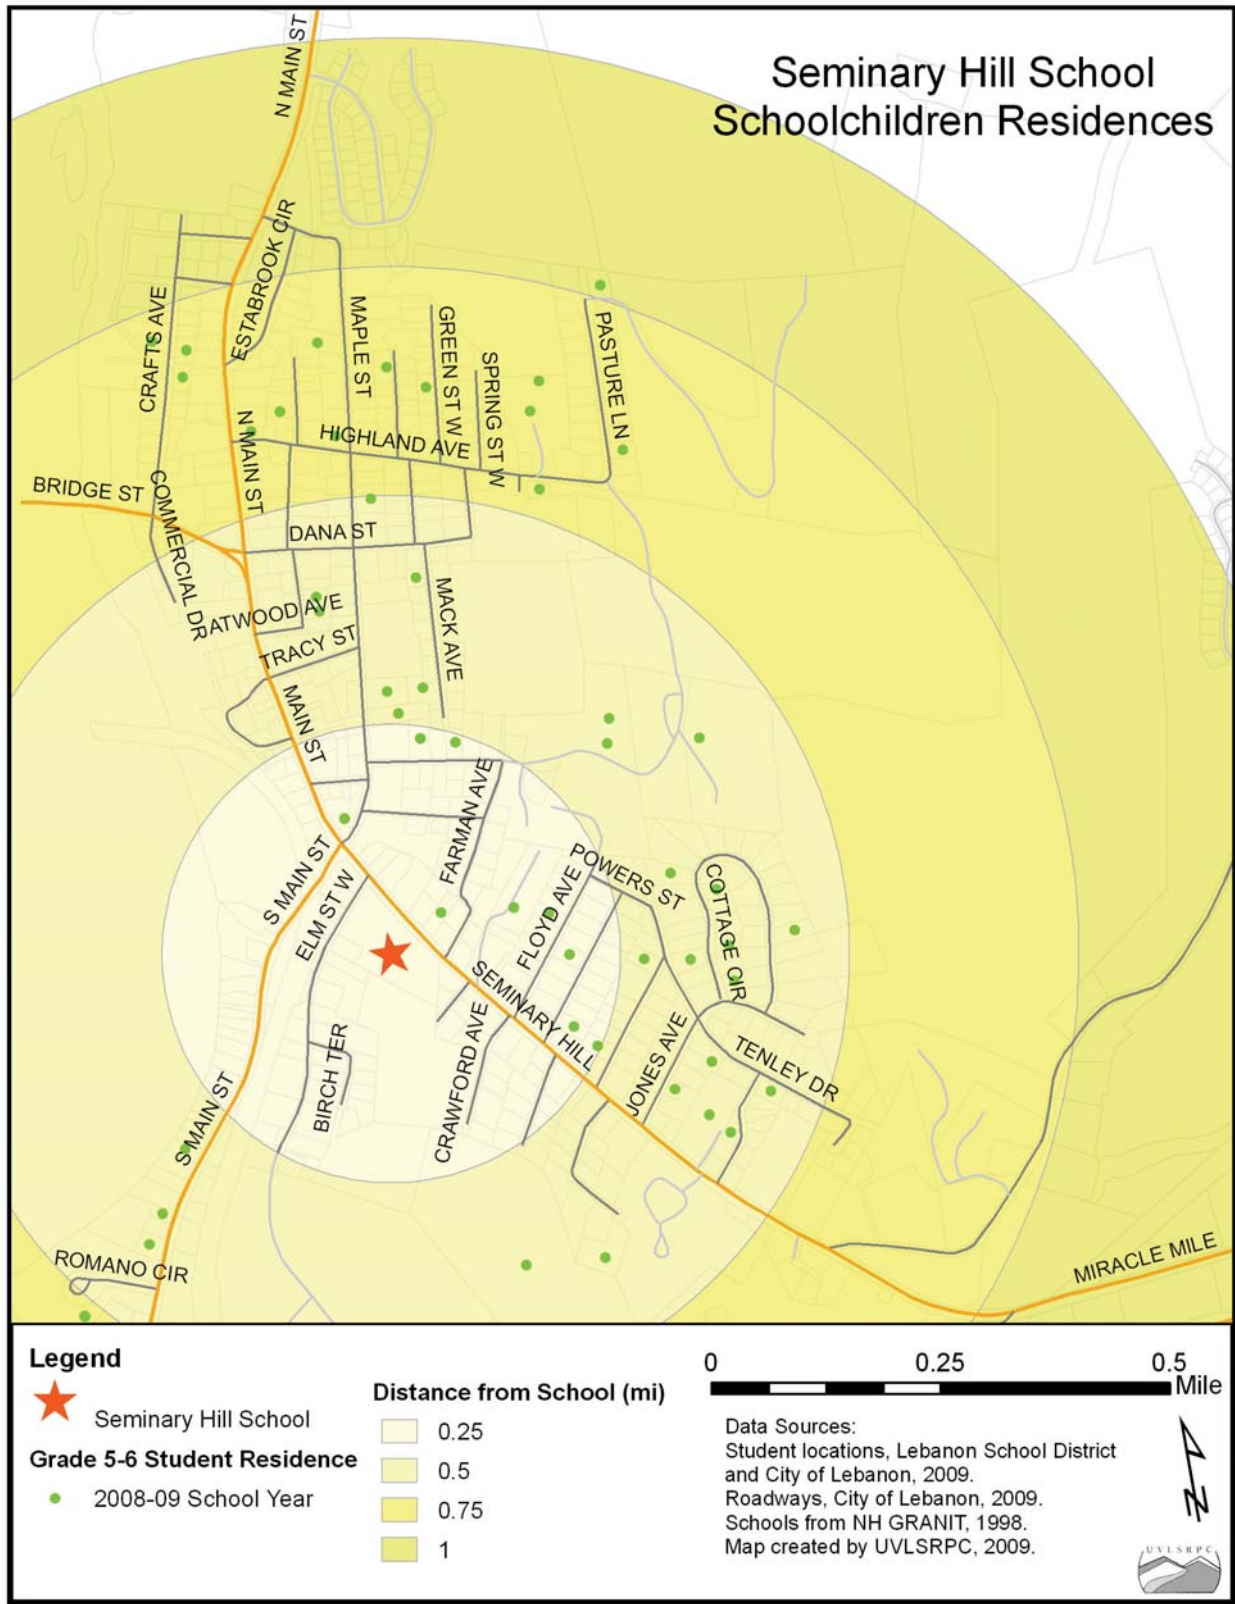 Seminary Hill School
Schoolchildren Residences
N MAIN ST
ESTABROOK CIR
CRAFTS AVE
MAPLE ST
GREEN ST W
SPRING ST W
PASTURE LN
N MAIN ST
HIGHLAND AVE
BRIDGE ST
COMMERCIAL DR
DANA ST
ATWOOD AVE
MACK AVE
TRACY ST
MAIN ST
FARMAN AVE
S MAIN ST
ELM ST W
POWERS ST
FLOYD AVE
COTTAGE CIR
SEMINARY HILL
CRAWFORD AVE
BIRCH TER
JONES AVE
TENLEY DR
S MAIN ST
ROMANO CIR
MIRACLE MILE
Legend
Seminary Hill School
Grade 5-6 Student Residence
2008-09 School Year
Distance from School (mi)
0.25
0.5
0.75
1
0 0.25 0.5
Mile
Data Sources:
Student locations, Lebanon School District
and City of Lebanon, 2009.
Roadways, City of Lebanon, 2009.
Schools from NH GRANIT, 1998.
Map created by UVLSRPC, 2009.
N
UVLSRPC